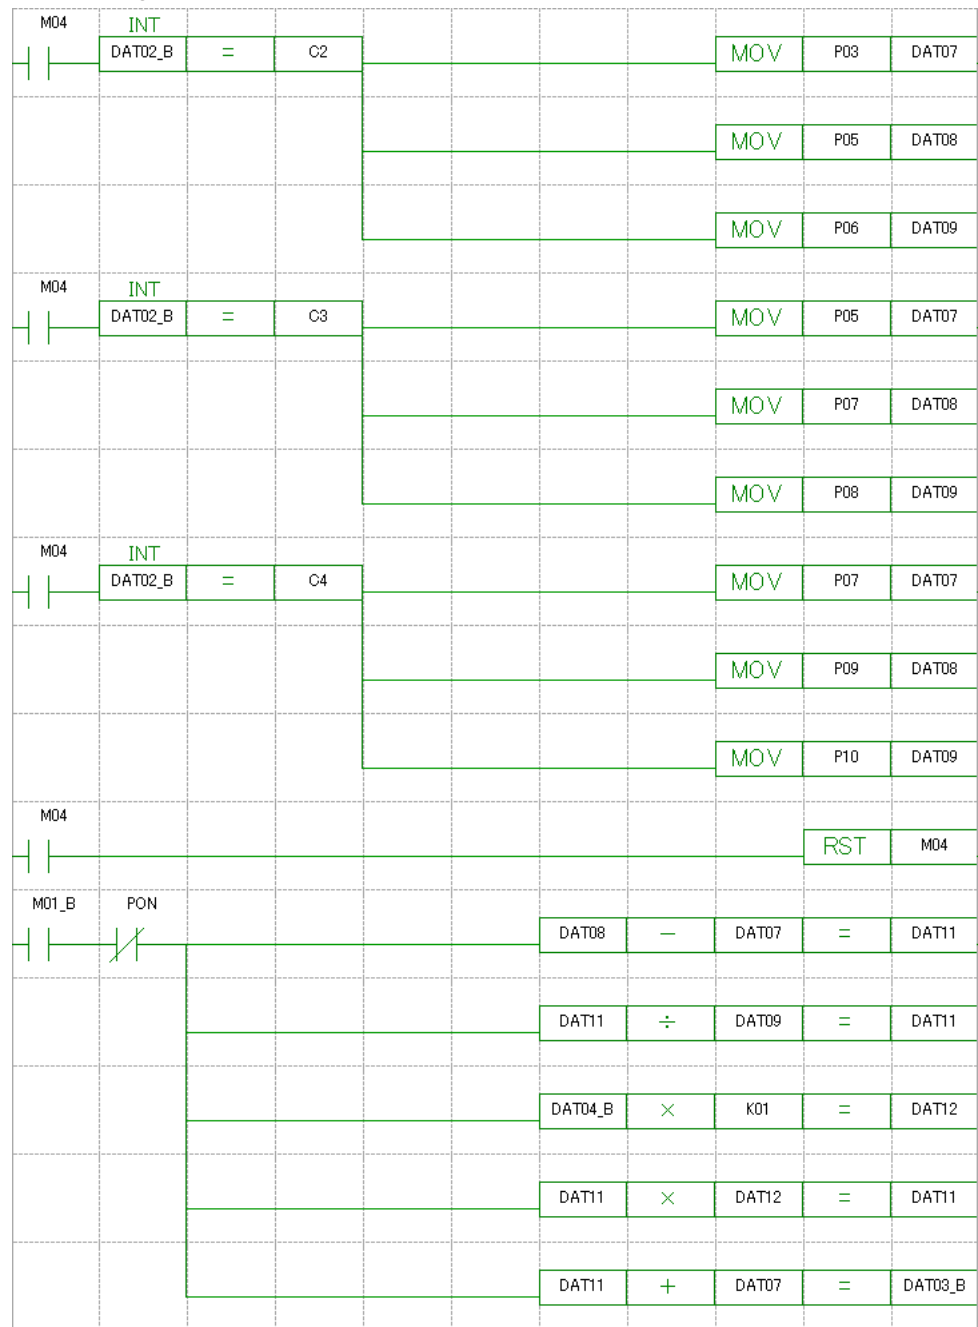 M04 INT
DAT02_B = C2 MOV P03 DAT07
MOV P05 DAT08
MOV P06 DAT09
M04 INT
DAT02_B = C3 MOV P05 DAT07
MOV P07 DAT08
MOV P08 DAT09
M04 INT
DAT02_B = C4 MOV P07 DAT07
MOV P09 DAT08
MOV P10 DAT09
M04
RST M04
M01_B PON
DAT08 − DAT07 = DAT11
DAT11 ÷ DAT09 = DAT11
DAT04_B × K01 = DAT12
DAT11 × DAT12 = DAT11
DAT11 + DAT07 = DAT03_B